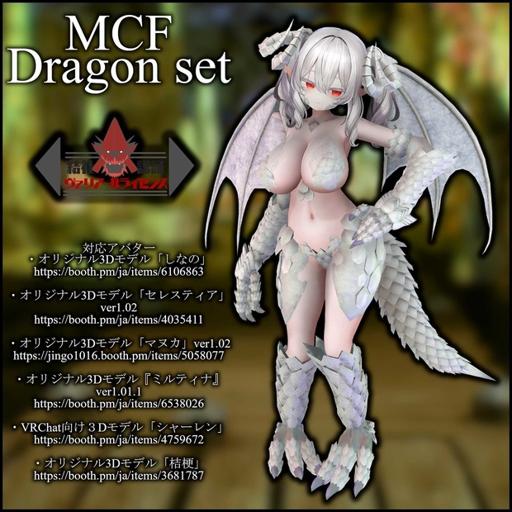 MCF
Dragon set
ヴァリアブルライセンス
対応アバター
・オリジナル3Dモデル「しなの」
https://booth.pm/ja/items/6106863
・オリジナル3Dモデル「セレスティア」
ver1.02
https://booth.pm/ja/items/4035411
・オリジナル3Dモデル「マヌカ」ver1.02
https://jingo1016.booth.pm/items/5058077
・オリジナル3Dモデル『ミルティナ』
ver1.01.1
https://booth.pm/ja/items/6538026
・VRChat向け３Dモデル「シャーレン」
https://booth.pm/ja/items/4759672
・オリジナル3Dモデル「桔梗」
https://booth.pm/ja/items/3681787